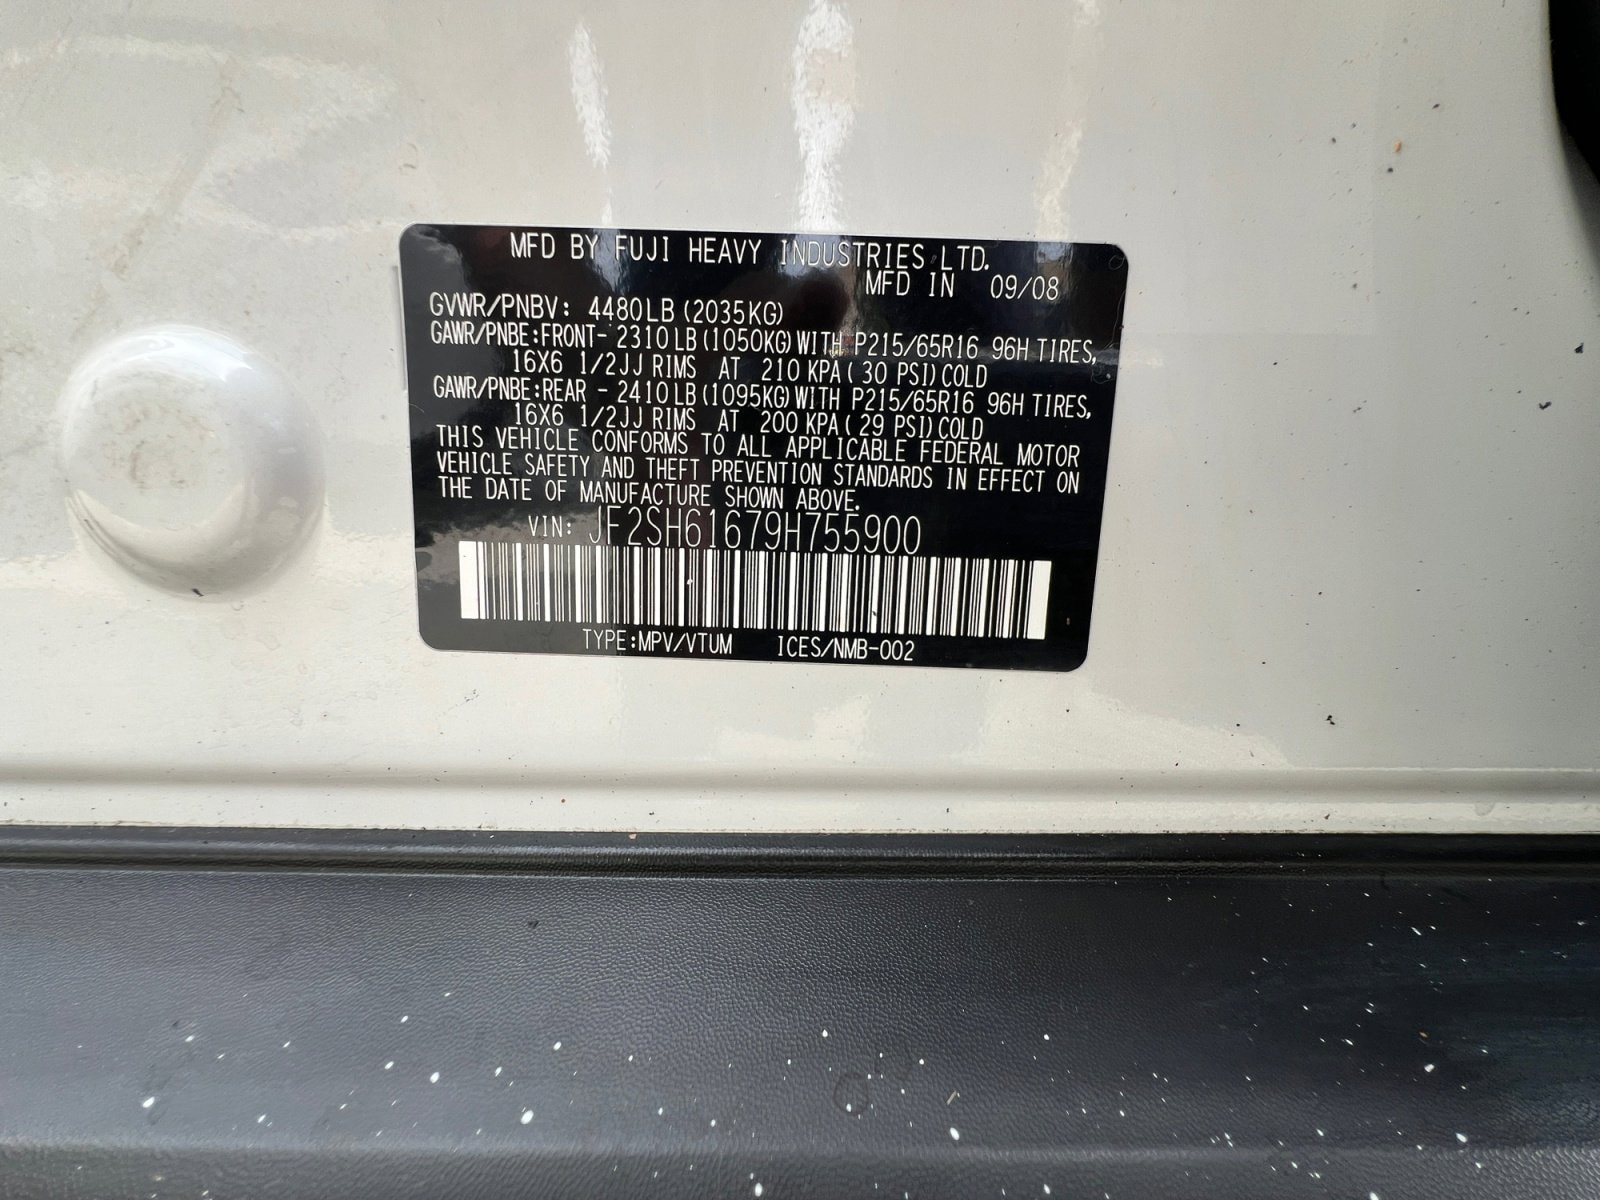 MFD BY FUJI HEAVY INDUSTRIES LTD.
MFD IN 09/08
GVWR/PNBV: 4480LB (2035KG)
GAWR/PNBE:FRONT- 2310LB (1050KG) WITH P215/65R16 96H TIRES,
16X6 1/2JJ RIMS AT 210 KPA ( 30 PSI) COLD
GAWR/PNBE:REAR - 2410LB (1095KG) WITH P215/65R16 96H TIRES,
16X6 1/2JJ RIMS AT 200 KPA ( 29 PSI) COLD
THIS VEHICLE CONFORMS TO ALL APPLICABLE FEDERAL MOTOR
VEHICLE SAFETY AND THEFT PREVENTION STANDARDS IN EFFECT ON
THE DATE OF MANUFACTURE SHOWN ABOVE.
VIN: JF2SH61679H755900
TYPE:MPV/VTUM ICES/NMB-002